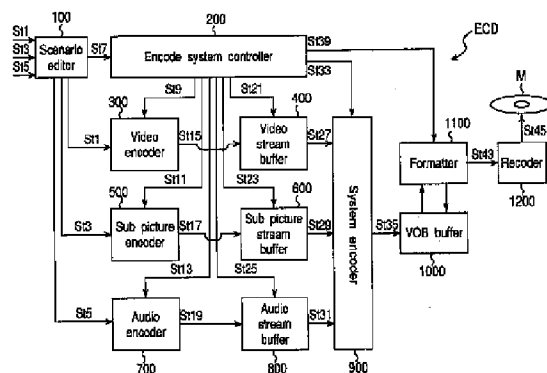 100
200
St1
St3
St5
Scenario
editor
St7
Encode system controller
St39
St33
ECD
St9
St21
300
400
M
St1
Video
encoder
St15
Video
stream
buffer
St27
1100
St45
Formatter
St43
Recoder
1200
St11
St23
500
600
St3
Sub picture
encoder
St17
Sub picture
stream
buffer
St29
System encoder
St35
VOB buffer
1000
St13
St25
St5
Audio
encoder
St19
Audio
stream
buffer
St31
700
800
900